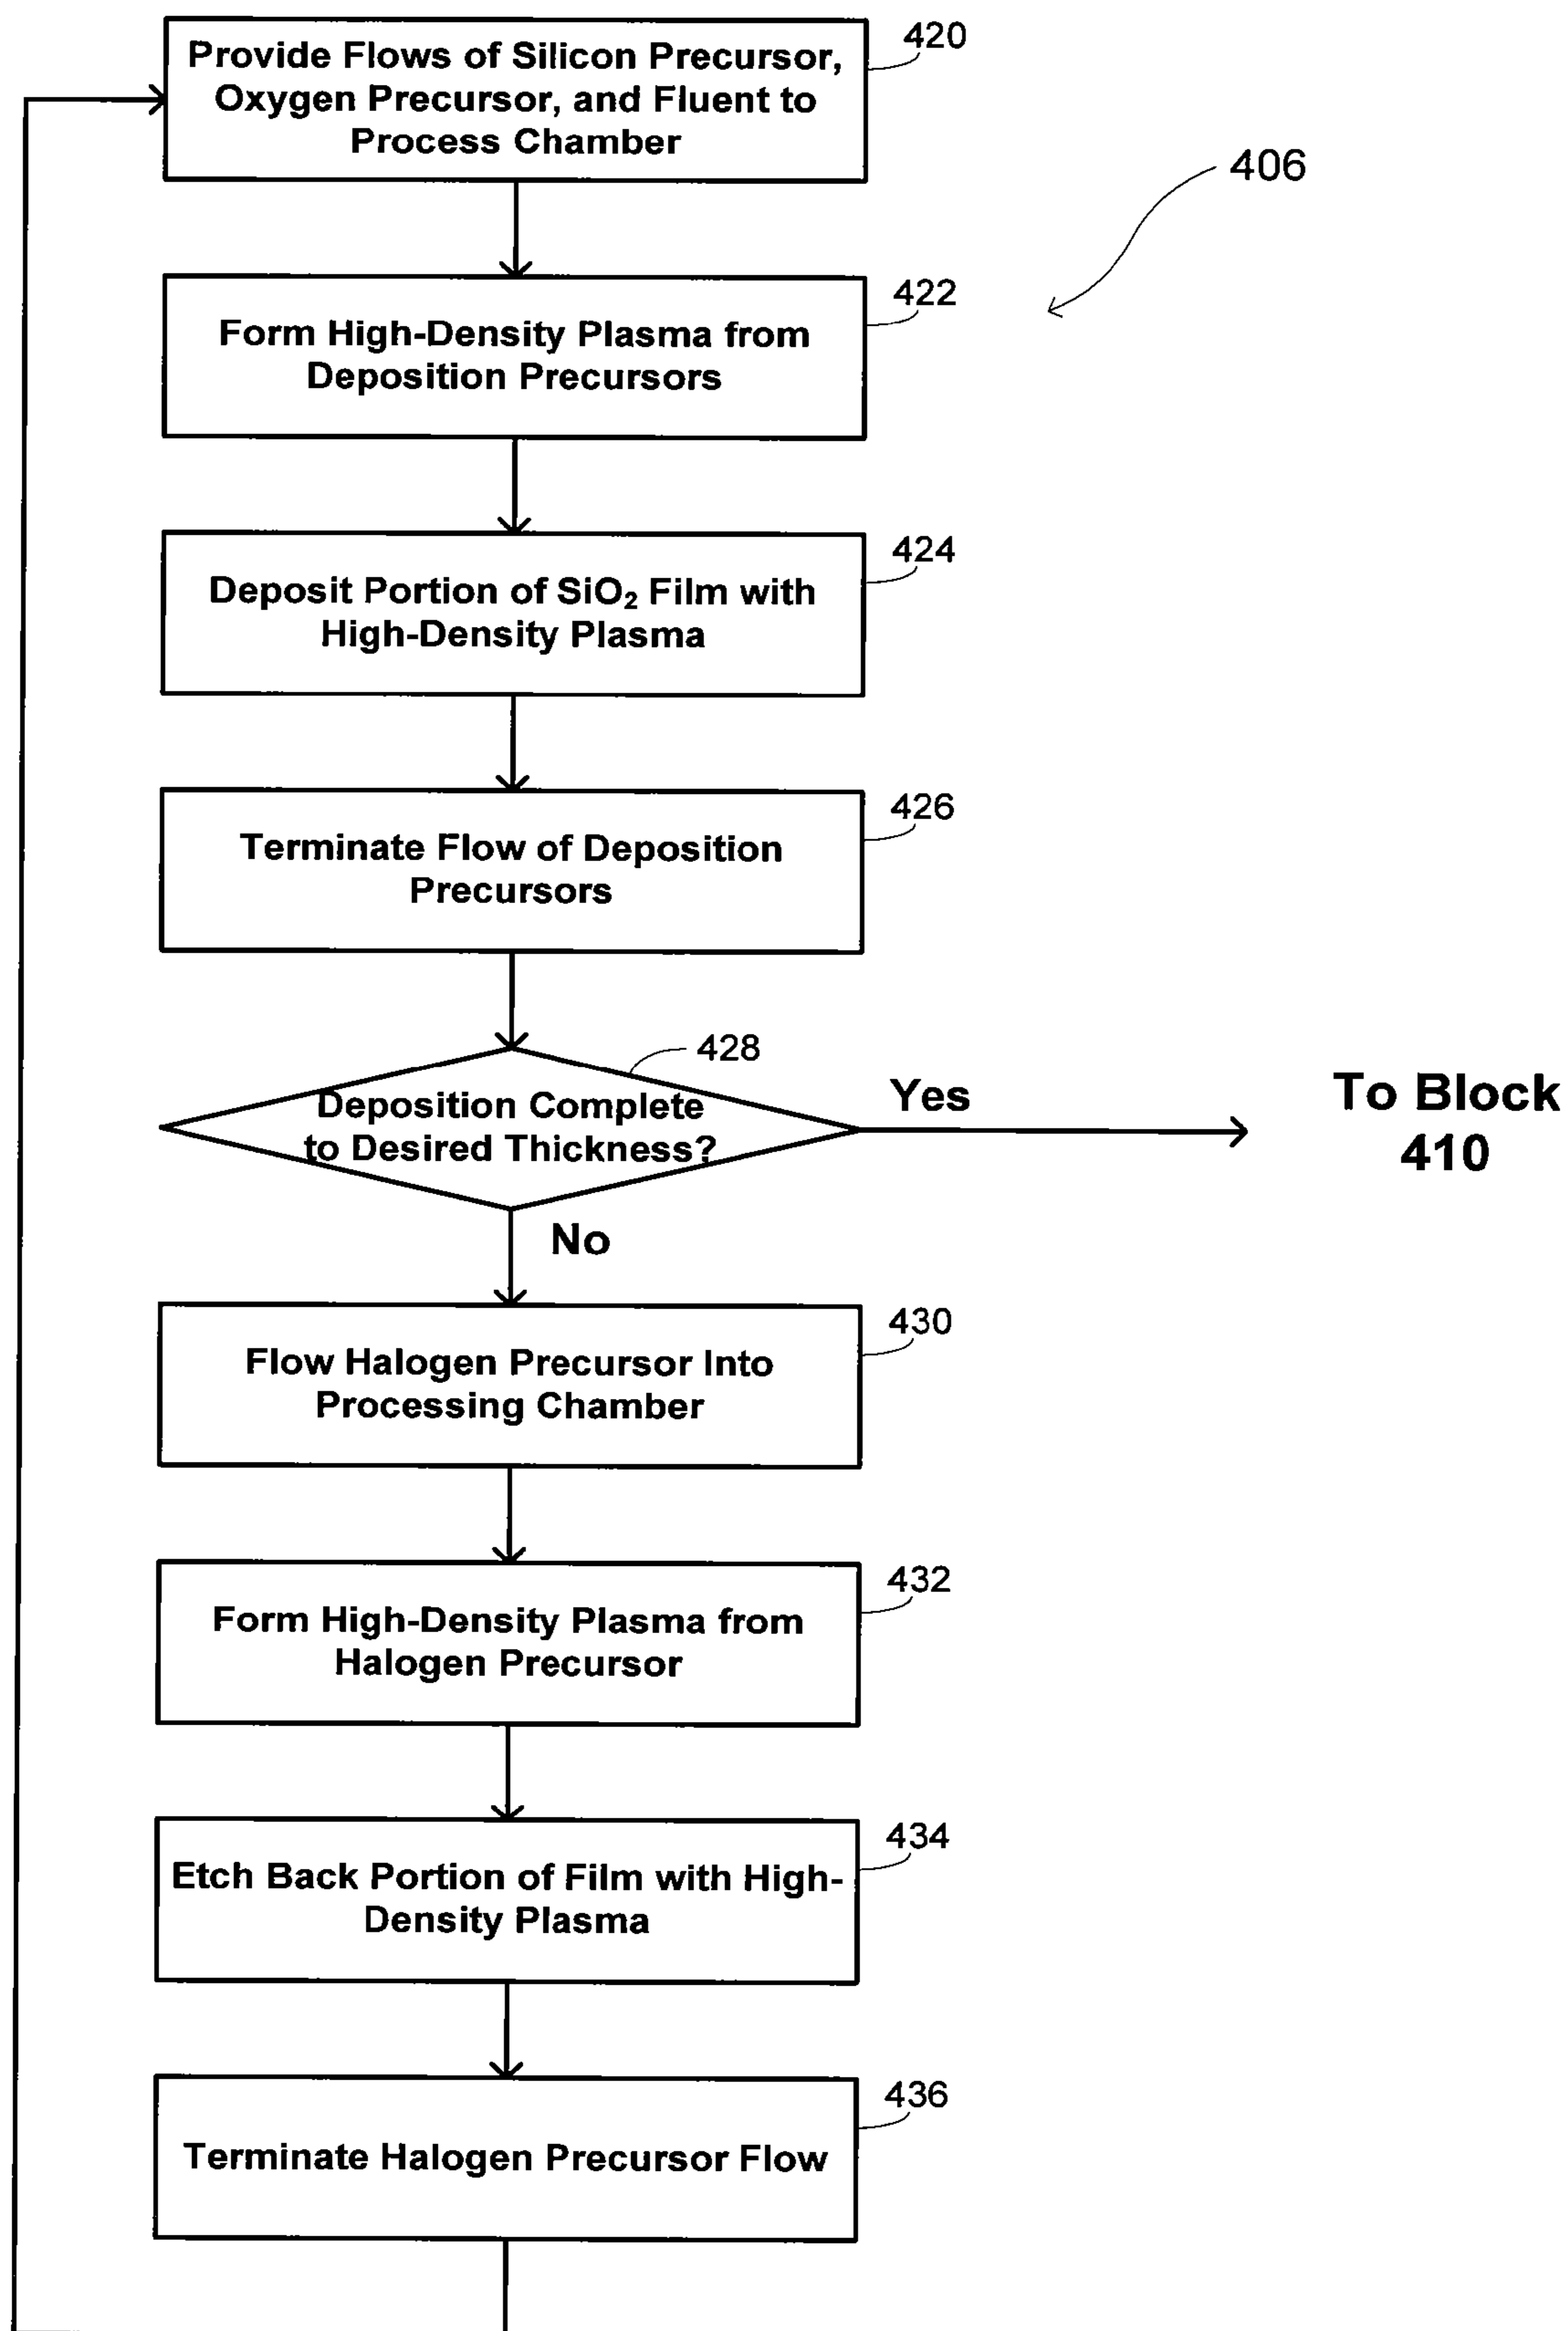 420
Provide Flows of Silicon Precursor,
Oxygen Precursor, and Fluent to
Process Chamber
406
422
Form High-Density Plasma from
Deposition Precursors
424
Deposit Portion of SiO₂ Film with
High-Density Plasma
426
Terminate Flow of Deposition
Precursors
428
Deposition Complete
to Desired Thickness?
Yes
To Block
410
No
430
Flow Halogen Precursor Into
Processing Chamber
432
Form High-Density Plasma from
Halogen Precursor
434
Etch Back Portion of Film with High-
Density Plasma
436
Terminate Halogen Precursor Flow